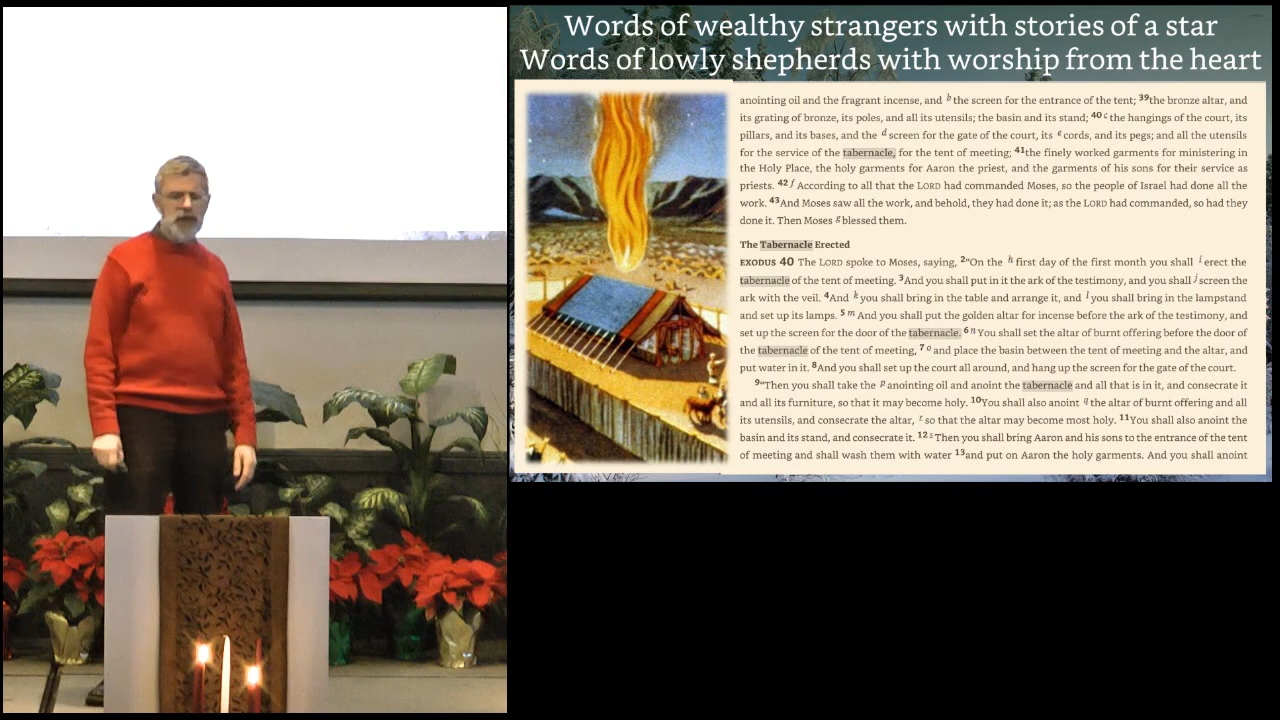 Words of wealthy strangers with stories of a star
Words of lowly shepherds with worship from the heart
anointing oil and the fragrant incense, and b the screen for the entrance of the tent; 39the bronze altar, and
its grating of bronze, its poles, and all its utensils; the basin and its stand; 40 c the hangings of the court, its
pillars, and its bases, and the d screen for the gate of the court, its e cords, and its pegs; and all the utensils
for the service of the tabernacle, for the tent of meeting; 41the finely worked garments for ministering in
the Holy Place, the holy garments for Aaron the priest, and the garments of his sons for their service as
priests. 42 f According to all that the LORD had commanded Moses, so the people of Israel had done all the
work. 43And Moses saw all the work, and behold, they had done it; as the LORD had commanded, so had they
done it. Then Moses g blessed them.
The Tabernacle Erected
EXODUS 40 The LORD spoke to Moses, saying, 2“On the h first day of the first month you shall i erect the
tabernacle of the tent of meeting. 3And you shall put in it the ark of the testimony, and you shall j screen the
ark with the veil. 4And k you shall bring in the table and arrange it, and l you shall bring in the lampstand
and set up its lamps. 5 m And you shall put the golden altar for incense before the ark of the testimony, and
set up the screen for the door of the tabernacle. 6 n You shall set the altar of burnt offering before the door of
the tabernacle of the tent of meeting, 7 o and place the basin between the tent of meeting and the altar, and
put water in it. 8And you shall set up the court all around, and hang up the screen for the gate of the court.
9“Then you shall take the p anointing oil and anoint the tabernacle and all that is in it, and consecrate it
and all its furniture, so that it may become holy. 10You shall also anoint q the altar of burnt offering and all
its utensils, and consecrate the altar, r so that the altar may become most holy. 11You shall also anoint the
basin and its stand, and consecrate it. 12 s Then you shall bring Aaron and his sons to the entrance of the tent
of meeting and shall wash them with water 13and put on Aaron the holy garments. And you shall anoint